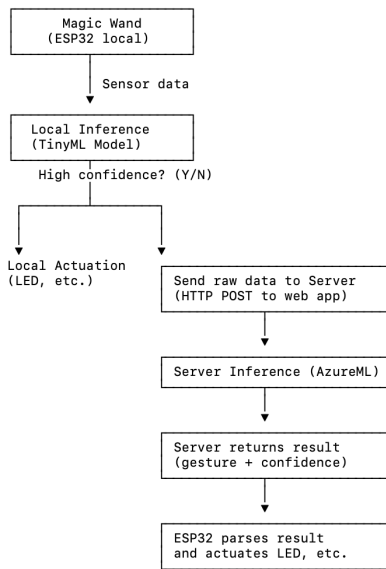 Magic Wand
(ESP32 local)
Sensor data
Local Inference
(TinyML Model)
High confidence? (Y/N)
Local Actuation
(LED, etc.)
Send raw data to Server
(HTTP POST to web app)
Server Inference (AzureML)
Server returns result
(gesture + confidence)
ESP32 parses result
and actuates LED, etc.